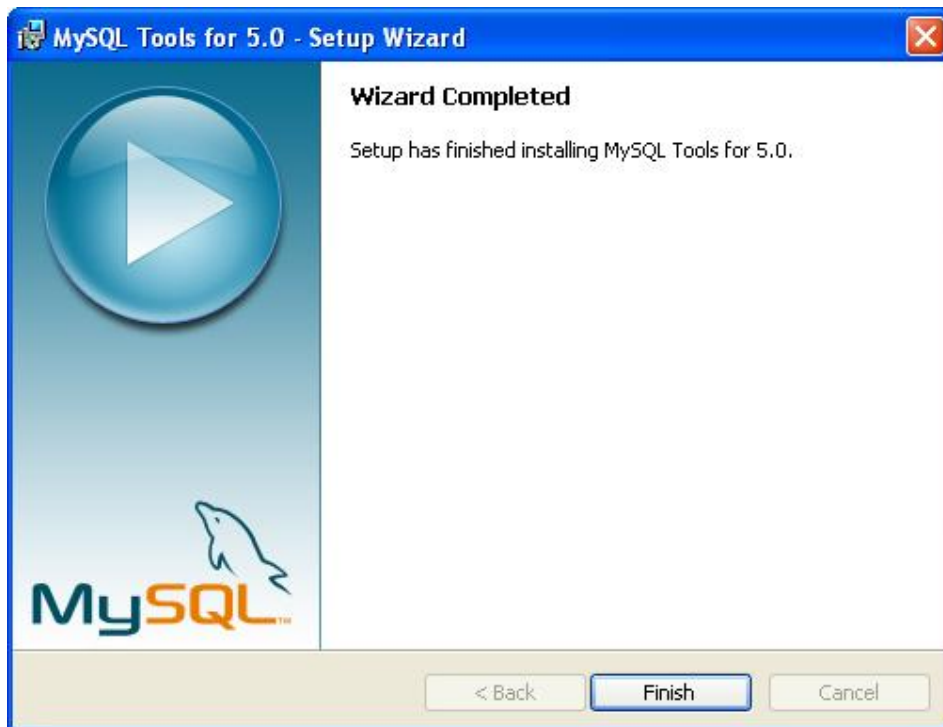 MySQL Tools for 5.0 - Setup Wizard
Wizard Completed
Setup has finished installing MySQL Tools for 5.0.
MySQL
TM
< Back
Finish
Cancel